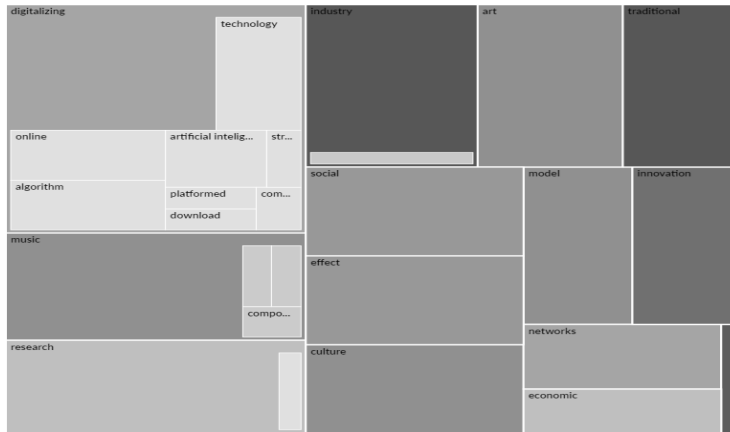 digitalizing
technology
online
artificial intelig...
str...
algorithm
platformed
com...
download
music
compo...
research
industry
art
traditional
social
model
innovation
effect
culture
networks
economic